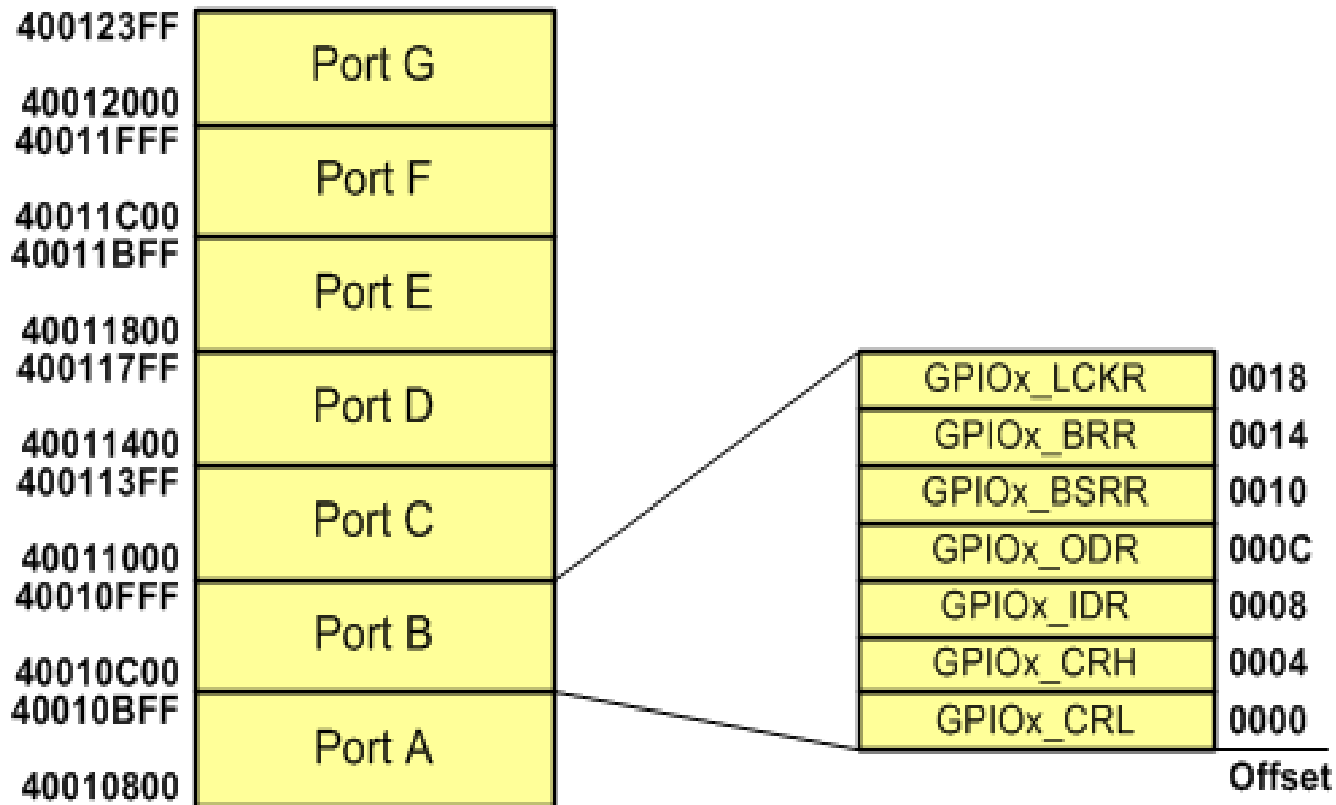 400123FF
Port G
40012000
40011FFF
Port F
40011C00
40011BFF
Port E
40011800
400117FF
Port D
40011400
400113FF
Port C
40011000
40010FFF
Port B
40010C00
40010BFF
Port A
40010800
GPIOx_LCKR 0018
GPIOx_BRR 0014
GPIOx_BSRR 0010
GPIOx_ODR 000C
GPIOx_IDR 0008
GPIOx_CRH 0004
GPIOx_CRL 0000
Offset